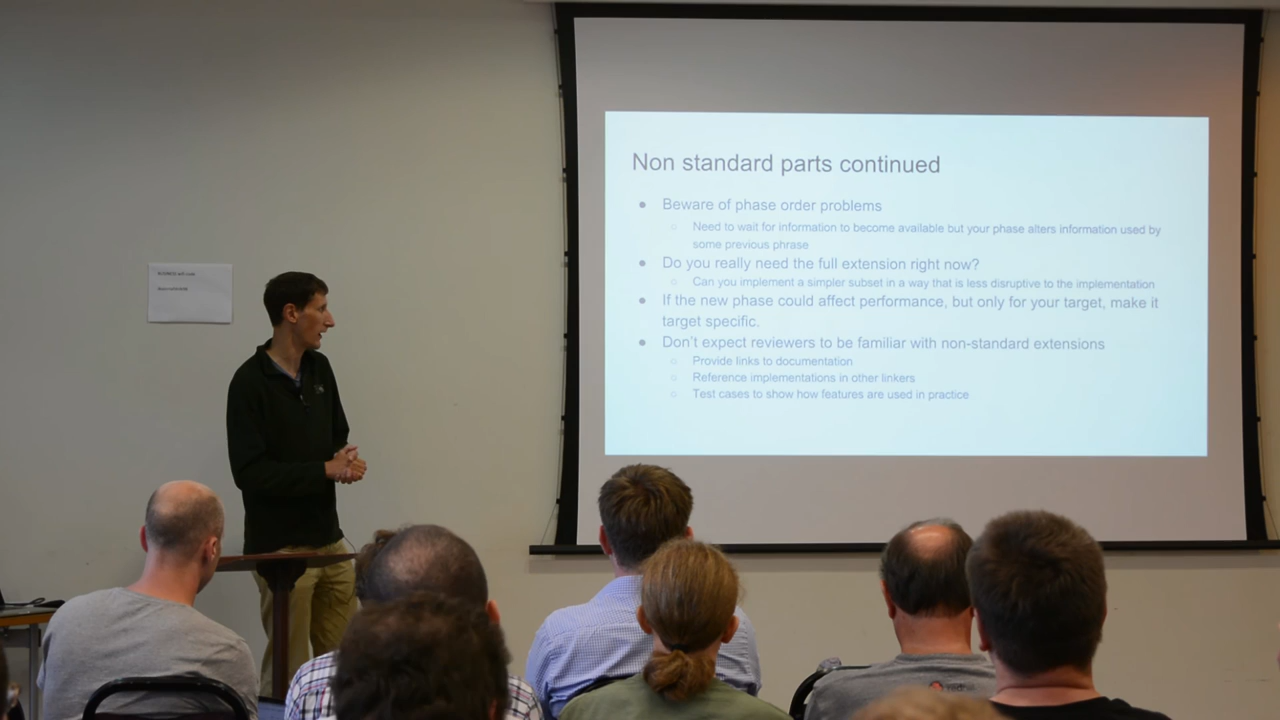 Non standard parts continued
● Beware of phase order problems
○ Need to wait for information to become available but your phase alters information used by
some previous phrase
● Do you really need the full extension right now?
○ Can you implement a simpler subset in a way that is less disruptive to the implementation
● If the new phase could affect performance, but only for your target, make it
target specific.
● Don't expect reviewers to be familiar with non-standard extensions
○ Provide links to documentation
○ Reference implementations in other linkers
○ Test cases to show how features are used in practice